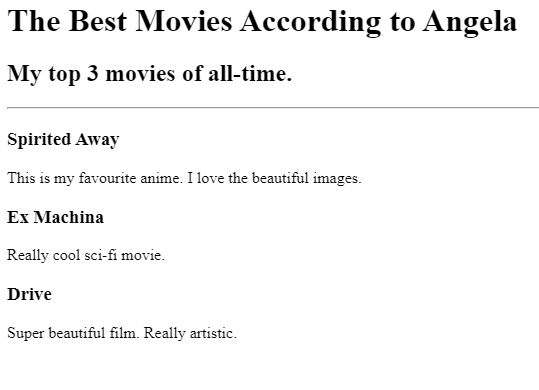 The Best Movies According to Angela
My top 3 movies of all-time.
Spirited Away
This is my favourite anime. I love the beautiful images.
Ex Machina
Really cool sci-fi movie.
Drive
Super beautiful film. Really artistic.